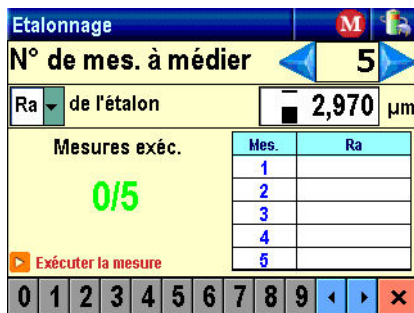 Etalonnage M
N° de mes. à médier 5
Ra de l'étalon 2,970 µm
Mesures exéc.
0/5
Exécuter la mesure
Mes. Ra
1
2
3
4
5
0 1 2 3 4 5 6 7 8 9